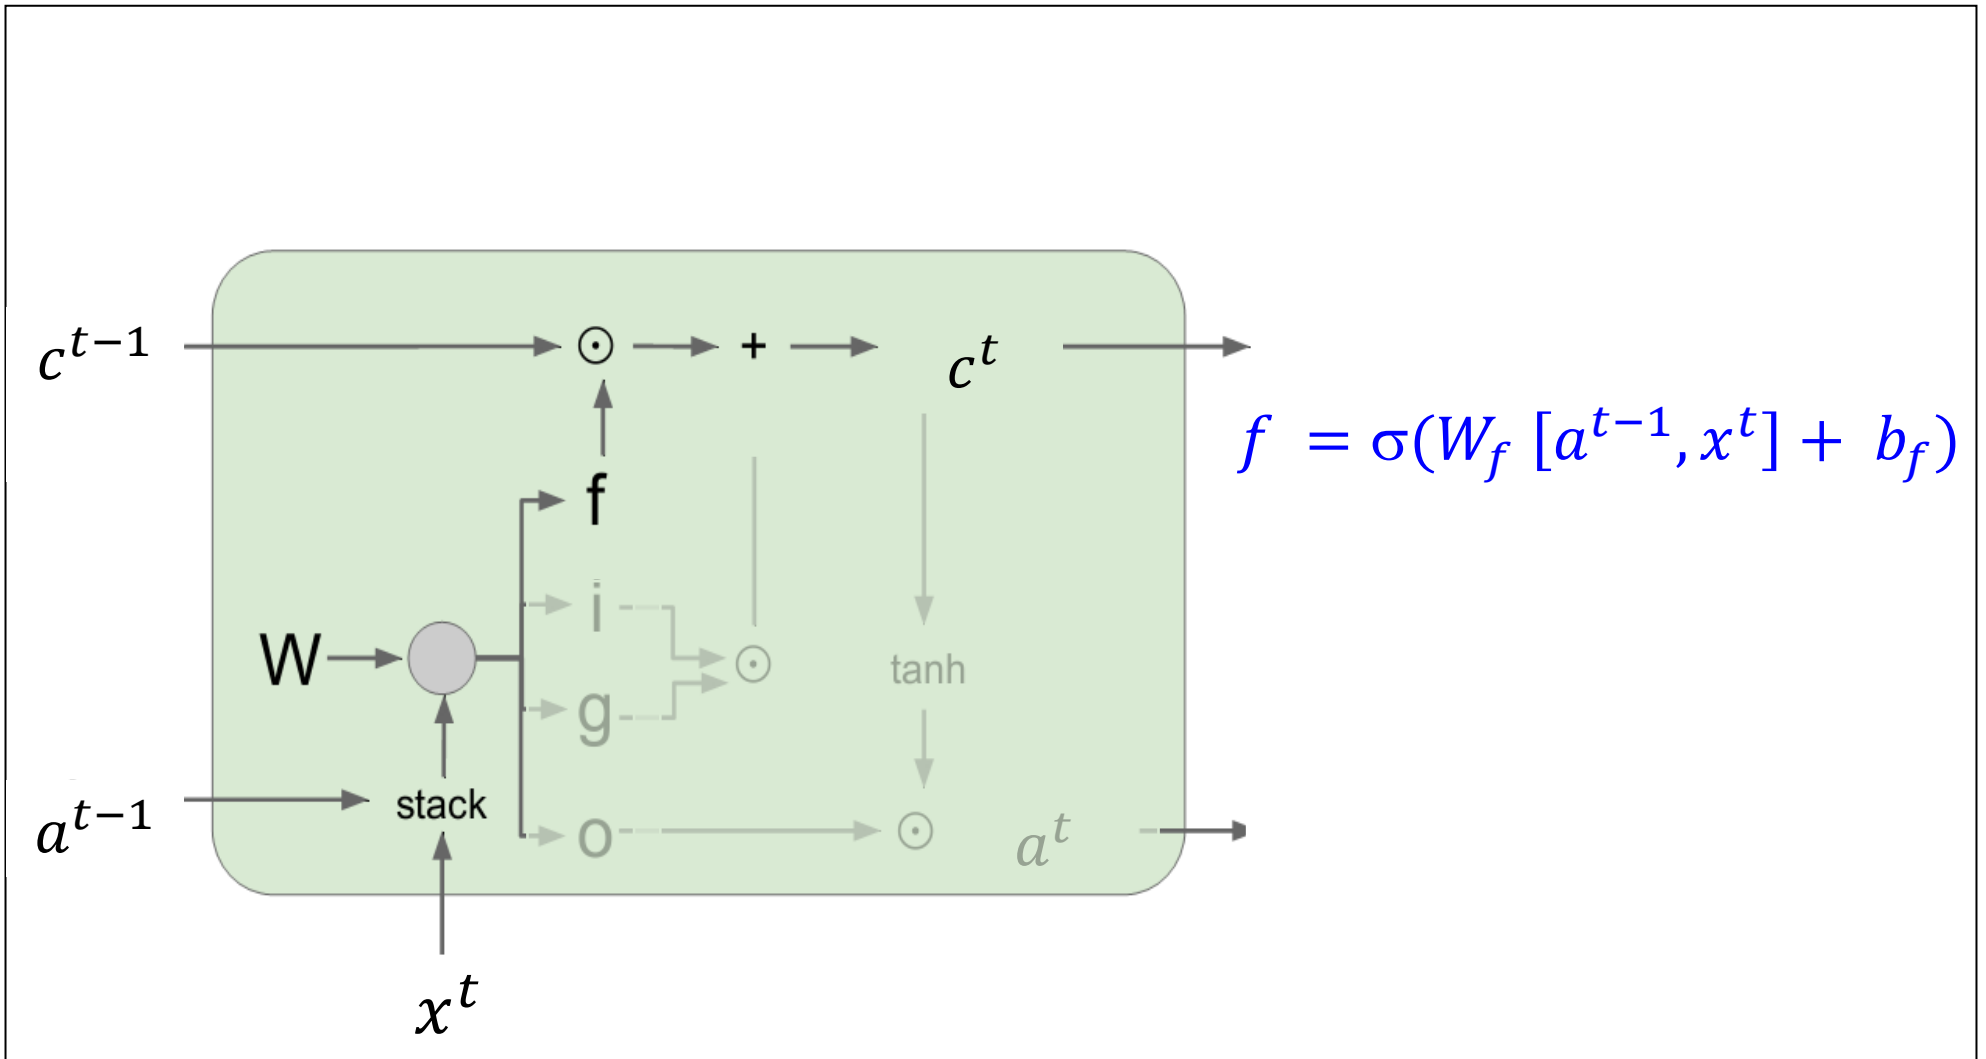 c^{t-1} ⊙ + c^t
f = σ(W_f [a^{t-1}, x^t] + b_f)
f
i
W ⊙ tanh
g
a^{t-1} stack o ⊙ a^t
x^t